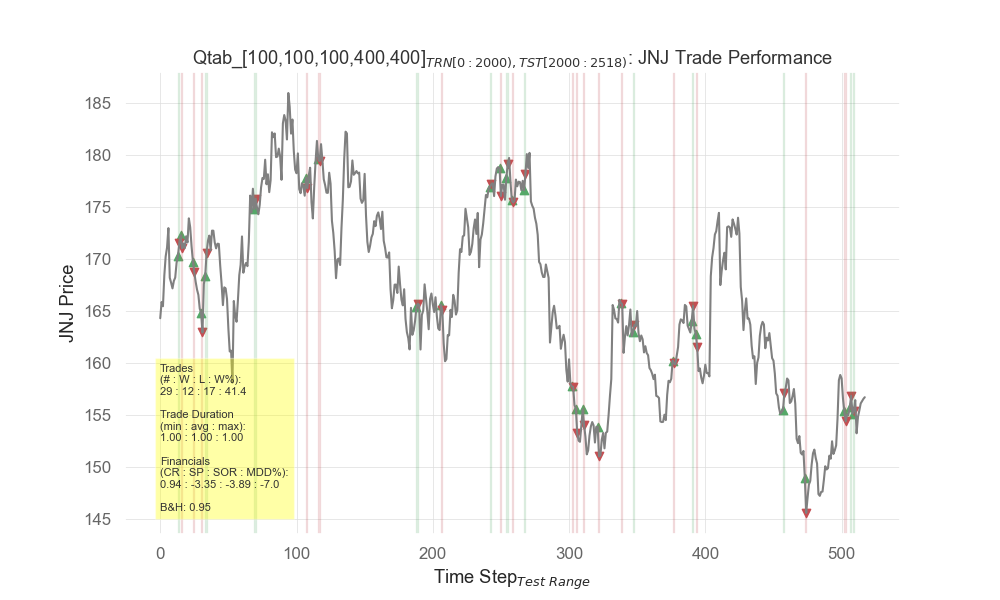 Qtab_[100,100,100,400,400]TRN[0:2000),TST[2000:2518): JNJ Trade Performance
JNJ Price
185
180
175
170
165
160
155
150
145
Trades
(# : W : L : W%):
29 : 12 : 17 : 41.4
Trade Duration
(min : avg : max):
1.00 : 1.00 : 1.00
Financials
(CR : SP : SOR : MDD%):
0.94 : -3.35 : -3.89 : -7.0
B&H: 0.95
0 100 200 300 400 500
Time StepTest Range